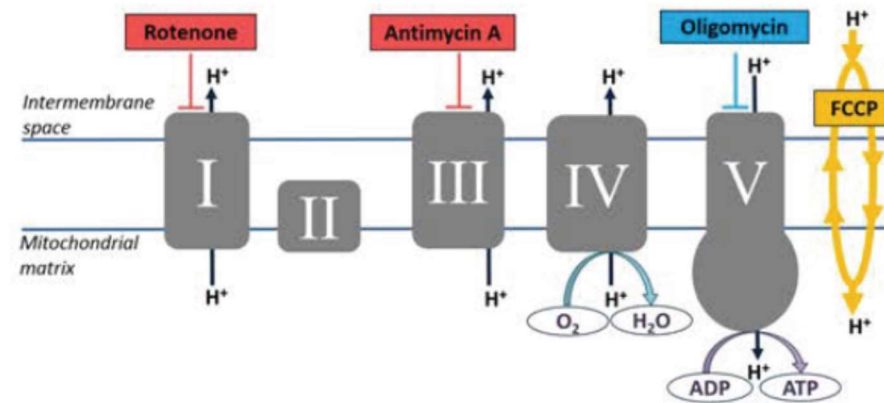 Rotenone
Antimycin A
Oligomycin
H⁺
H⁺
H⁺
H⁺
H⁺
Intermembrane
space
FCCP
I
II
III
IV
V
Mitochondrial
matrix
H⁺
H⁺
H⁺
O₂
H₂O
H⁺
H⁺
ADP
ATP